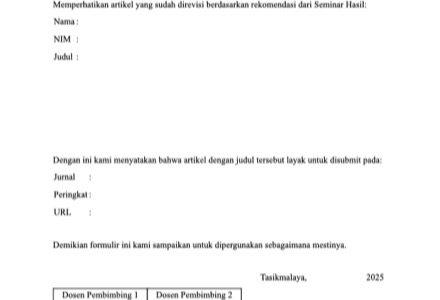 Memperhatikan artikel yang sudah direvisi berdasarkan rekomendasi dari Seminar Hasil:
Nama :
NIM :
Judul :
Dengan ini kami menyatakan bahwa artikel dengan judul tersebut layak untuk disubmit pada:
Jurnal :
Peringkat :
URL :
Demikian formulir ini kami sampaikan untuk dipergunakan sebagaimana mestinya.
Tasikmalaya, 2025
Dosen Pembimbing 1 Dosen Pembimbing 2